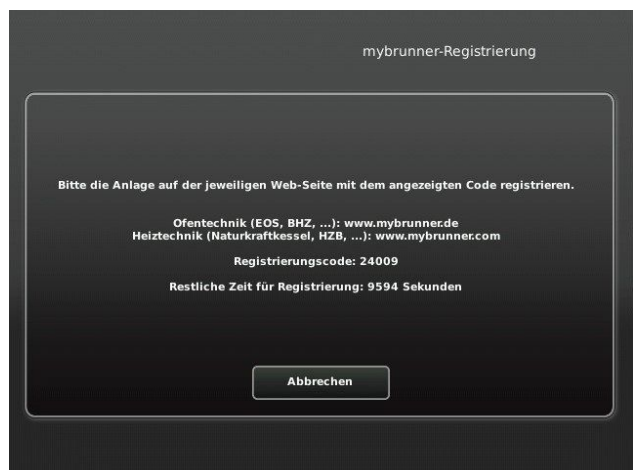 mybrunner-Registrierung
Bitte die Anlage auf der jeweiligen Web-Seite mit dem angezeigten Code registrieren.
Ofentechnik (EOS, BHZ, ...): www.mybrunner.de
Heiztechnik (Naturkraftkessel, HZB, ...): www.mybrunner.com
Registrierungscode: 24009
Restliche Zeit für Registrierung: 9594 Sekunden
Abbrechen